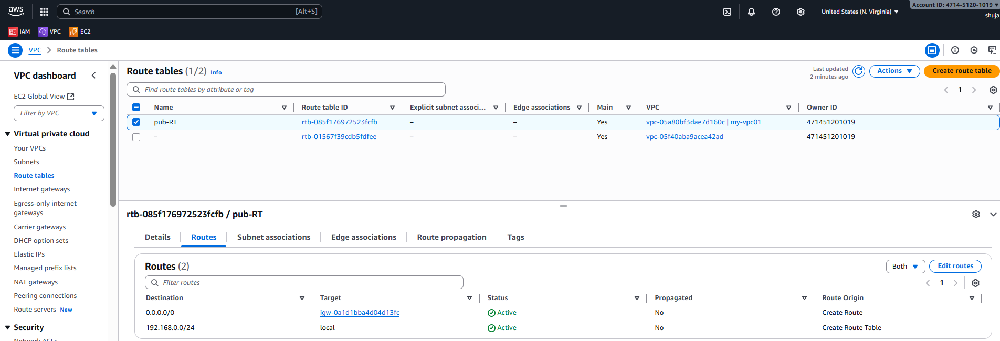 aws
Search [Alt+S]
United States (N. Virginia)
Account ID: 4714-5120-1019
shuja
IAM VPC EC2
VPC Route tables
VPC dashboard
EC2 Global View
Filter by VPC
Virtual private cloud
Your VPCs
Subnets
Route tables
Internet gateways
Egress-only internet
gateways
Carrier gateways
DHCP option sets
Elastic IPs
Managed prefix lists
NAT gateways
Peering connections
Route servers New
Security
Network ACLs
Route tables (1/2) Info
Last updated
2 minutes ago
Actions
Create route table
Find route tables by attribute or tag
1
Name Route table ID Explicit subnet associ... Edge associations Main VPC Owner ID
pub-RT rtb-085f176972523fcfb – – Yes vpc-05a80bf3dae7d160c | my-vpc01 471451201019
– rtb-01567f39cdb5fdfee – – Yes vpc-05f40aba9acea42ad 471451201019
rtb-085f176972523fcfb / pub-RT
Details Routes Subnet associations Edge associations Route propagation Tags
Routes (2)
Both Edit routes
Filter routes
1
Destination Target Status Propagated Route Origin
0.0.0.0/0 igw-0a1d1bba4d04d13fc Active No Create Route
192.168.0.0/24 local Active No Create Route Table